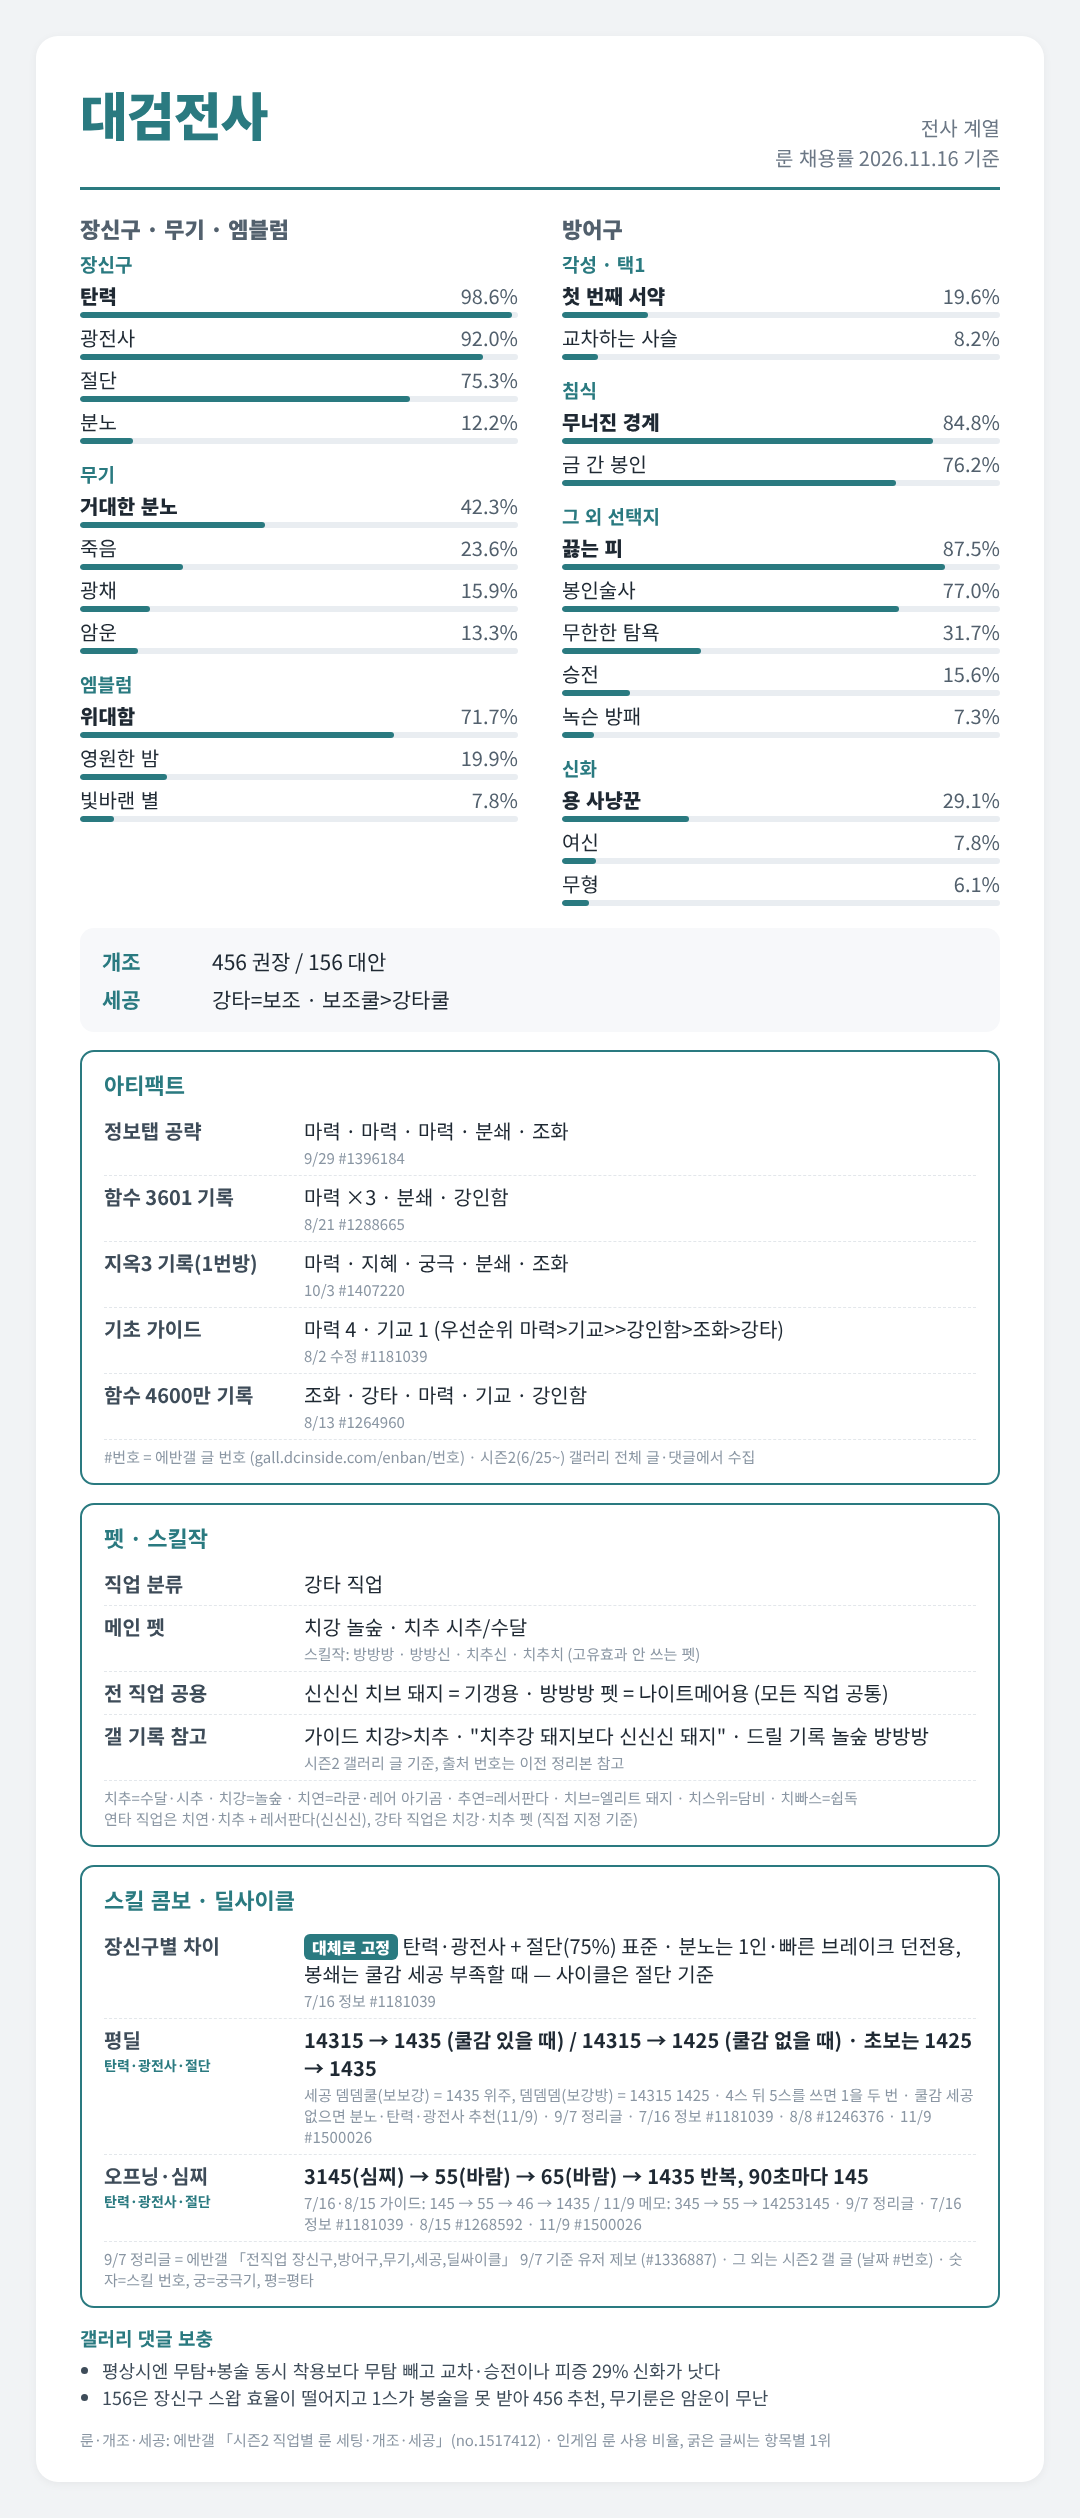 대검전사
전사 계열
룬 채용률 2026.11.16 기준
장신구 · 무기 · 엠블럼
장신구
탄력 98.6%
광전사 92.0%
절단 75.3%
분노 12.2%
무기
거대한 분노 42.3%
죽음 23.6%
광채 15.9%
암운 13.3%
엠블럼
위대함 71.7%
영원한 밤 19.9%
빛바랜 별 7.8%
방어구
각성 · 택1
첫 번째 서약 19.6%
교차하는 사슬 8.2%
침식
무너진 경계 84.8%
금 간 봉인 76.2%
그 외 선택지
끓는 피 87.5%
봉인술사 77.0%
무한한 탐욕 31.7%
승전 15.6%
녹슨 방패 7.3%
신화
용 사냥꾼 29.1%
여신 7.8%
무형 6.1%
개조 456 권장 / 156 대안
세공 강타=보조 · 보조쿨>강타쿨
아티팩트
정보탭 공략 마력 · 마력 · 마력 · 분쇄 · 조화
9/29 #1396184
함수 3601 기록 마력 ×3 · 분쇄 · 강인함
8/21 #1288665
지옥3 기록(1번방) 마력 · 지혜 · 궁극 · 분쇄 · 조화
10/3 #1407220
기초 가이드 마력 4 · 기교 1 (우선순위 마력>기교>>강인함>조화>강타)
8/2 수정 #1181039
함수 4600만 기록 조화 · 강타 · 마력 · 기교 · 강인함
8/13 #1264960
#번호 = 에반갤 글 번호 (gall.dcinside.com/enban/번호) · 시즌2(6/25~) 갤러리 전체 글·댓글에서 수집
펫 · 스킬작
직업 분류 강타 직업
메인 펫 치강 놀숲 · 치추 시추/수달
스킬작: 방방방 · 방방신 · 치추신 · 치추치 (고유효과 안 쓰는 펫)
전 직업 공용 신신신 치브 돼지 = 기갱용 · 방방방 펫 = 나이트메어용 (모든 직업 공통)
갤 기록 참고 가이드 치강>치추 · "치추강 돼지보다 신신신 돼지" · 드릴 기록 놀숲 방방방
시즌2 갤러리 글 기준, 출처 번호는 이전 정리본 참고
치추=수달·시추 · 치강=놀숲 · 치연=라쿤·레어 아기곰 · 추연=레서판다 · 치브=엘리트 돼지 · 치스위=담비 · 치빠스=쉽독
연타 직업은 치연·치추 + 레서판다(신신신), 강타 직업은 치강·치추 펫 (직접 지정 기준)
스킬 콤보 · 딜사이클
장신구별 차이 대체로 고정 탄력·광전사 + 절단(75%) 표준 · 분노는 1인·빠른 브레이크 던전용,
봉쇄는 쿨감 세공 부족할 때 — 사이클은 절단 기준
7/16 정보 #1181039
평딜
탄력·광전사·절단
14315 → 1435 (쿨감 있을 때) / 14315 → 1425 (쿨감 없을 때) · 초보는 1425
→ 1435
세공 뎀뎀쿨(보보강) = 1435 위주, 뎀뎀뎀(보강방) = 14315 1425 · 4스 뒤 5스를 쓰면 1을 두 번 · 쿨감 세공
없으면 분노·탄력·광전사 추천(11/9) · 9/7 정리글 · 7/16 정보 #1181039 · 8/8 #1246376 · 11/9
#1500026
오프닝·심찌
탄력·광전사·절단
3145(심찌) → 55(바람) → 65(바람) → 1435 반복, 90초마다 145
7/16·8/15 가이드: 145 → 55 → 46 → 1435 / 11/9 메모: 345 → 55 → 14253145 · 9/7 정리글 · 7/16
정보 #1181039 · 8/15 #1268592 · 11/9 #1500026
9/7 정리글 = 에반갤 「전직업 장신구,방어구,무기,세공,딜싸이클」 9/7 기준 유저 제보 (#1336887) · 그 외는 시즌2 갤 글 (날짜 #번호) · 숫
자=스킬 번호, 궁=궁극기, 평=평타
갤러리 댓글 보충
• 평상시엔 무탐+봉술 동시 착용보다 무탐 빼고 교차·승전이나 피증 29% 신화가 낫다
• 156은 장신구 스왑 효율이 떨어지고 1스가 봉술을 못 받아 456 추천, 무기룬은 암운이 무난
룬·개조·세공: 에반갤 「시즌2 직업별 룬 세팅·개조·세공」(no.1517412) · 인게임 룬 사용 비율, 굵은 글씨는 항목별 1위